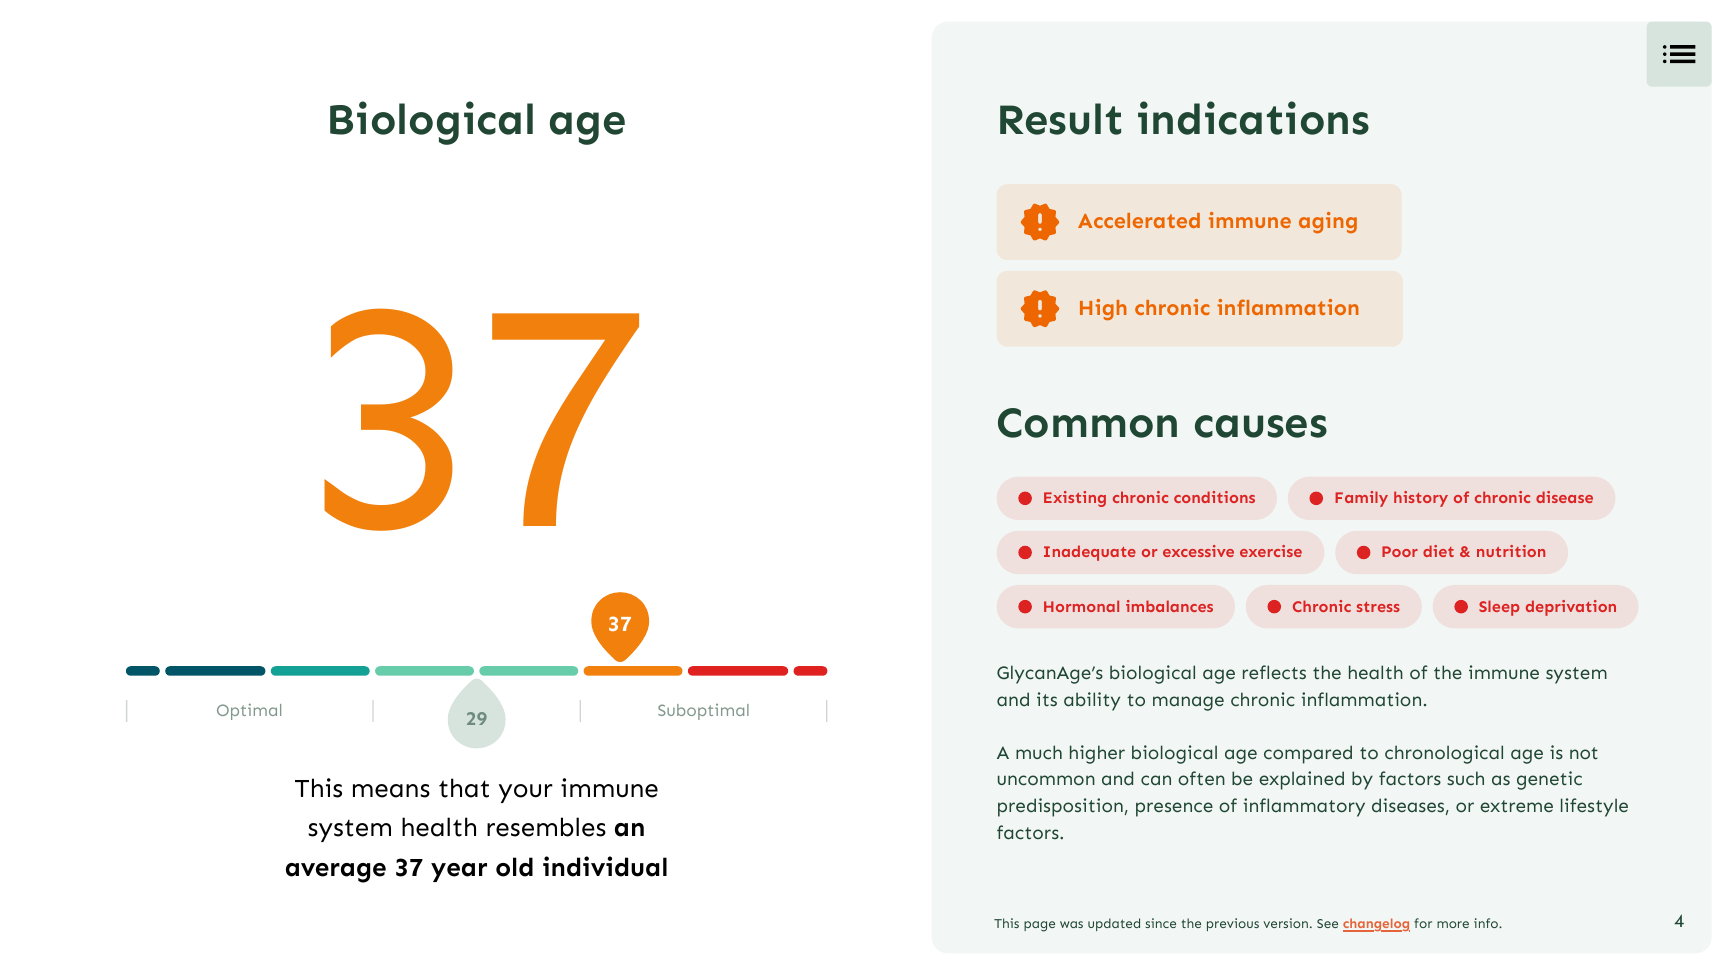 Biological age
37
37
Optimal
29
Suboptimal
This means that your immune
system health resembles an
average 37 year old individual
Result indications
Accelerated immune aging
High chronic inflammation
Common causes
Existing chronic conditions
Family history of chronic disease
Inadequate or excessive exercise
Poor diet & nutrition
Hormonal imbalances
Chronic stress
Sleep deprivation
GlycanAge’s biological age reflects the health of the immune system
and its ability to manage chronic inflammation.
A much higher biological age compared to chronological age is not
uncommon and can often be explained by factors such as genetic
predisposition, presence of inflammatory diseases, or extreme lifestyle
factors.
This page was updated since the previous version. See changelog for more info.
4